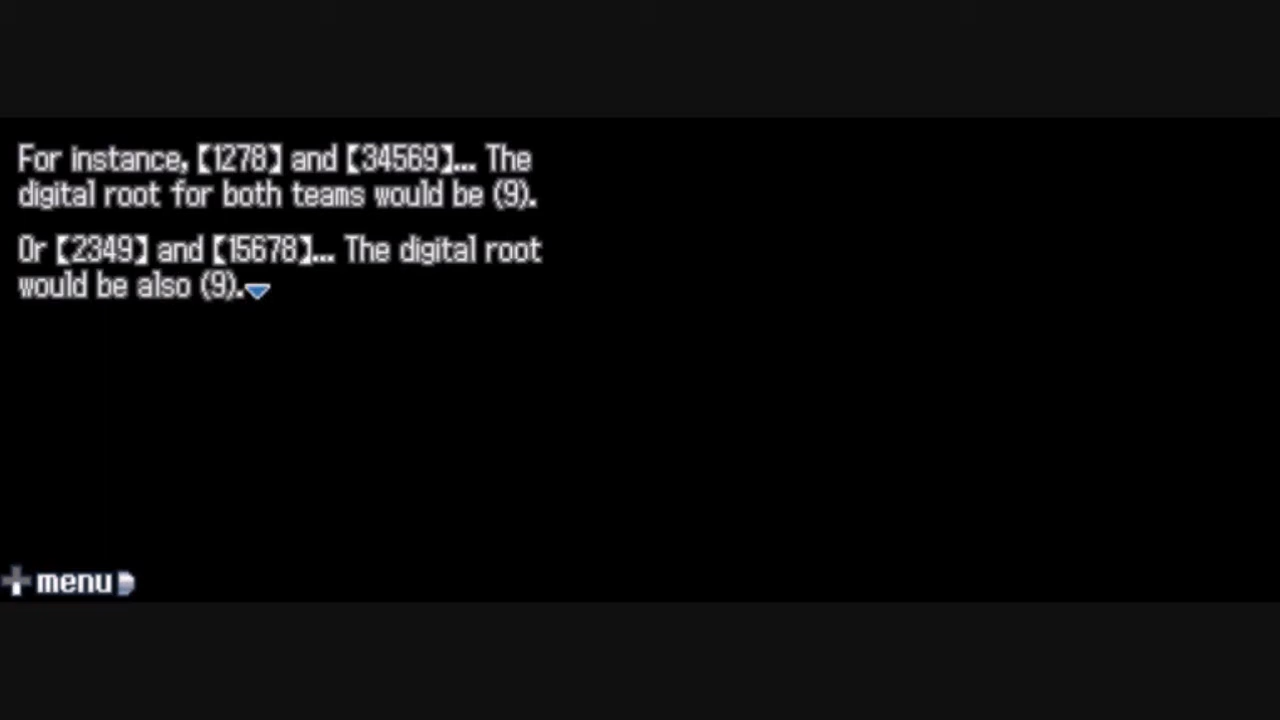 For instance, 【1278】 and 【34569】... The
digital root for both teams would be (9).
Or 【2349】 and 【15678】... The digital root
would be also (9).
menu